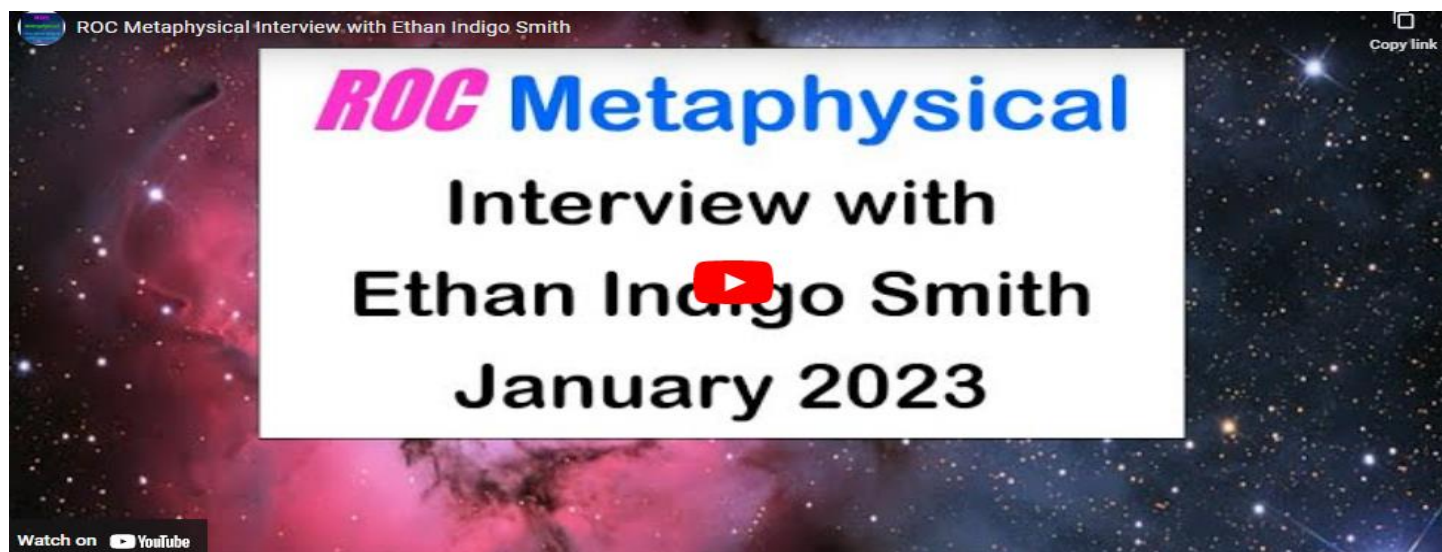 ROC Metaphysical Interview with Ethan Indigo Smith
Copy link
ROC Metaphysical
Interview with
Ethan Indigo Smith
January 2023
Watch on YouTube